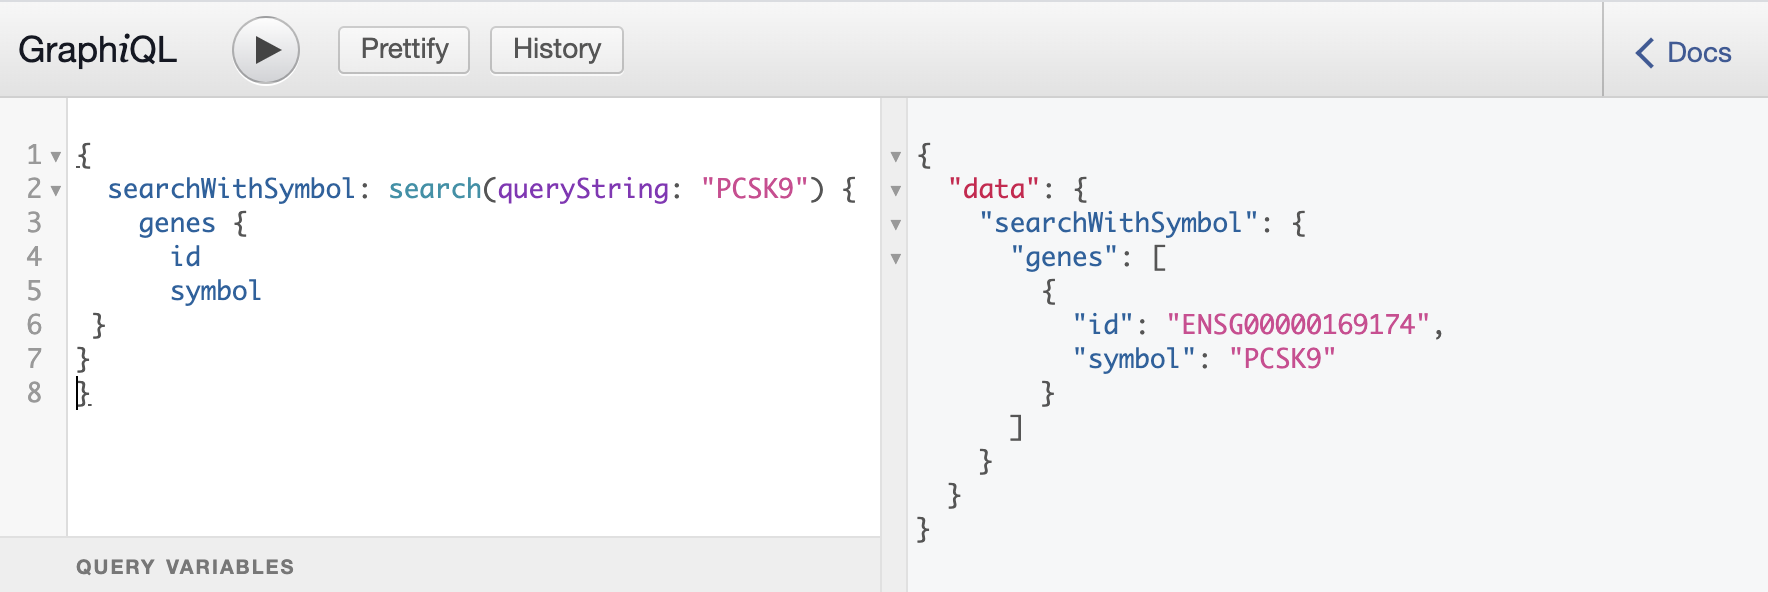 GraphiQL Prettify History Docs
1 {
2 searchWithSymbol: search(queryString: "PCSK9") {
3 genes {
4 id
5 symbol
6 }
7 }
8 }
QUERY VARIABLES
{
"data": {
"searchWithSymbol": {
"genes": [
{
"id": "ENSG00000169174",
"symbol": "PCSK9"
}
]
}
}
}